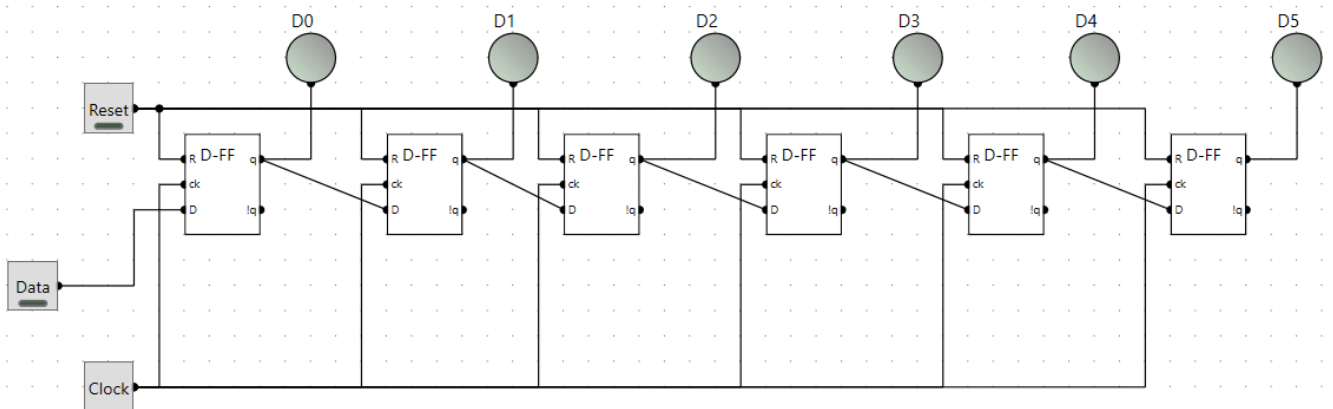 D0 D1 D2 D3 D4 D5
Reset
D-FF D-FF D-FF D-FF D-FF D-FF
R q R q R q R q R q R q
ck ck ck ck ck ck
D !q D !q D !q D !q D !q D !q
Data
Clock